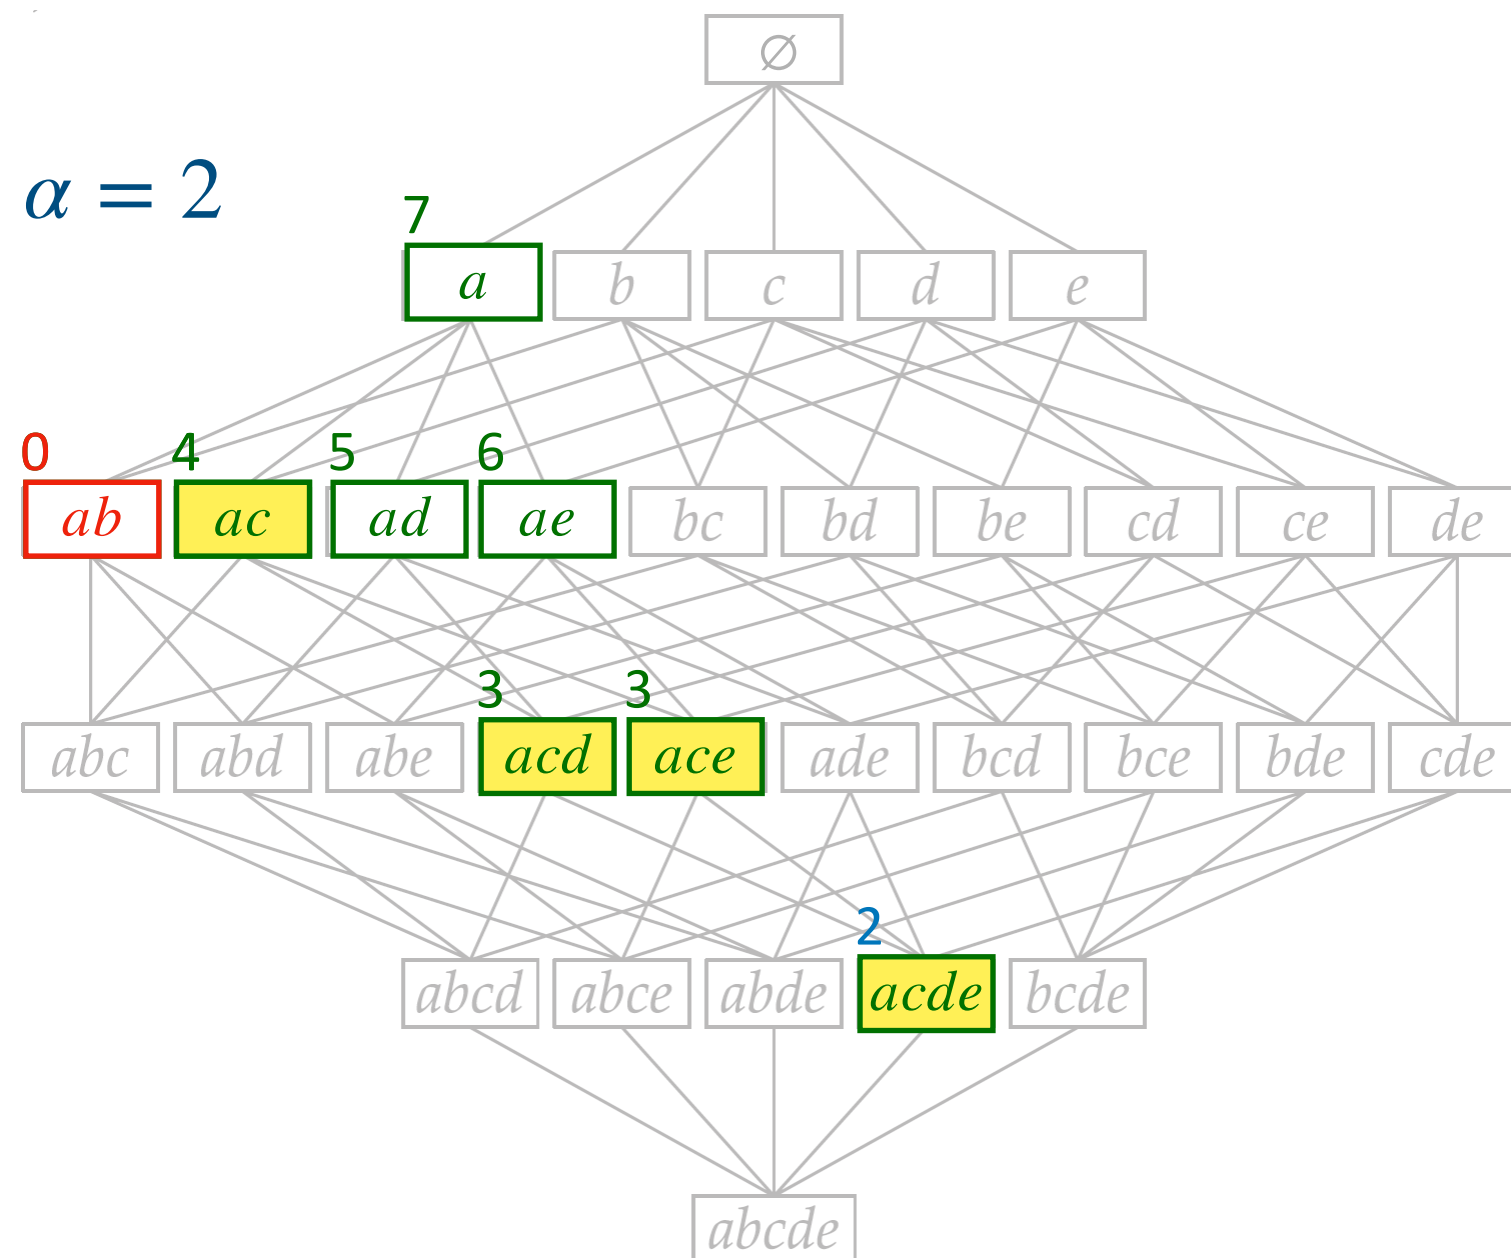 ∅
α = 2
7
a b c d e
0 4 5 6
ab ac ad ae bc bd be cd ce de
3 3
abc abd abe acd ace ade bcd bce bde cde
2
abcd abce abde acde bcde
abcde